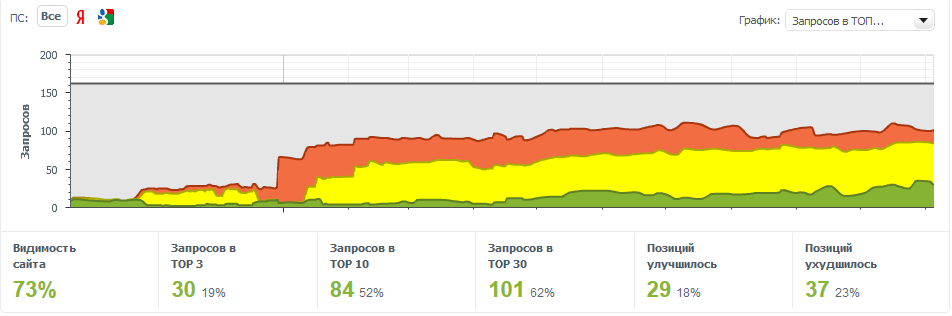 ПС: Все Я g
График: Запросов в ТОП...
200
150
100
50
0
Запросов
Видимость сайта
73%
Запросов в TOP 3
30 19%
Запросов в TOP 10
84 52%
Запросов в TOP 30
101 62%
Позиций улучшилось
29 18%
Позиций ухудшилось
37 23%